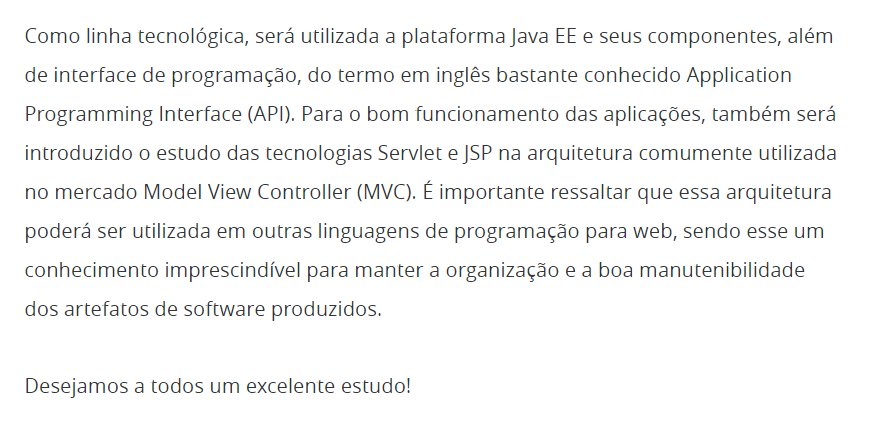 Como linha tecnológica, será utilizada a plataforma Java EE e seus componentes, além
de interface de programação, do termo em inglês bastante conhecido Application
Programming Interface (API). Para o bom funcionamento das aplicações, também será
introduzido o estudo das tecnologias Servlet e JSP na arquitetura comumente utilizada
no mercado Model View Controller (MVC). É importante ressaltar que essa arquitetura
poderá ser utilizada em outras linguagens de programação para web, sendo esse um
conhecimento imprescindível para manter a organização e a boa manutenibilidade
dos artefatos de software produzidos.
Desejamos a todos um excelente estudo!